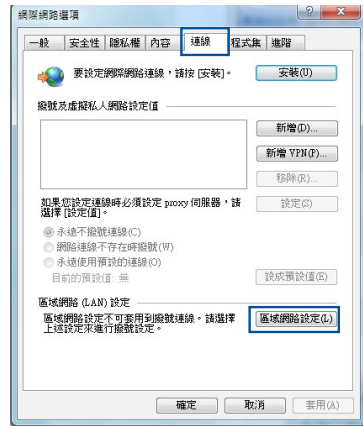 網際網路選項
一般 安全性 隱私權 內容 連線 程式集 進階
要設定網際網路連線，請按 [安裝]。 安裝(U)
撥號及虛擬私人網路設定值
新增(D)...
新增 VPN(P)...
移除(R)...
如果您設定連線時必須設定 proxy 伺服器，請 設定(S)
選擇 [設定值]。
永遠不撥號連線(C)
網路連線不存在時撥號(W)
永遠使用預設的連線(O)
目前的預設值: 無 設成預設值(E)
區域網路 (LAN) 設定
區域網路設定不可套用到撥號連線。請選擇 區域網路設定(L)
上述設定來進行撥號設定。
確定 取消 套用(A)